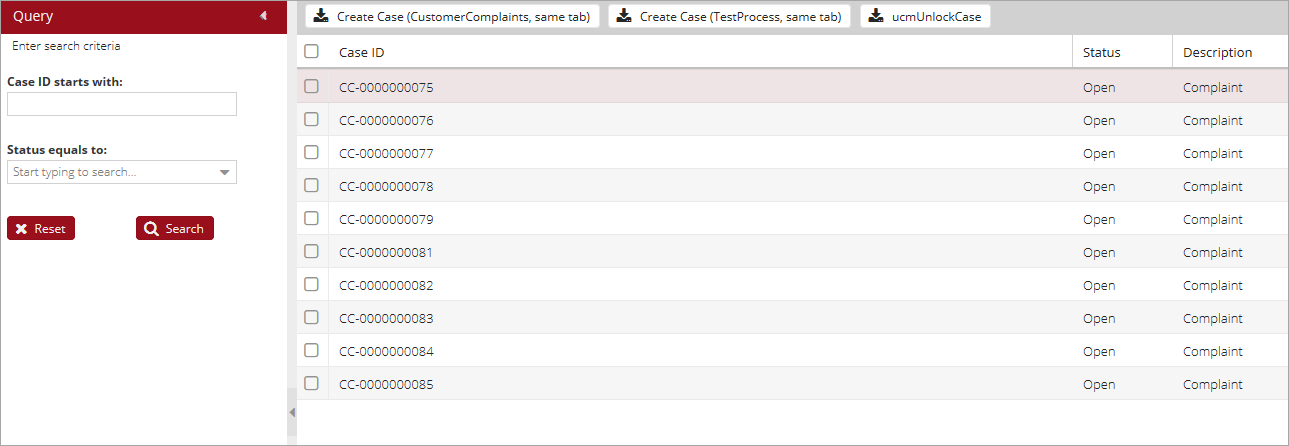 Query
Enter search criteria
Case ID starts with:
Status equals to:
Start typing to search...
Reset Search
Create Case (CustomerComplaints, same tab) Create Case (TestProcess, same tab) ucmUnlockCase
Case ID Status Description
CC-0000000075 Open Complaint
CC-0000000076 Open Complaint
CC-0000000077 Open Complaint
CC-0000000078 Open Complaint
CC-0000000079 Open Complaint
CC-0000000081 Open Complaint
CC-0000000082 Open Complaint
CC-0000000083 Open Complaint
CC-0000000084 Open Complaint
CC-0000000085 Open Complaint